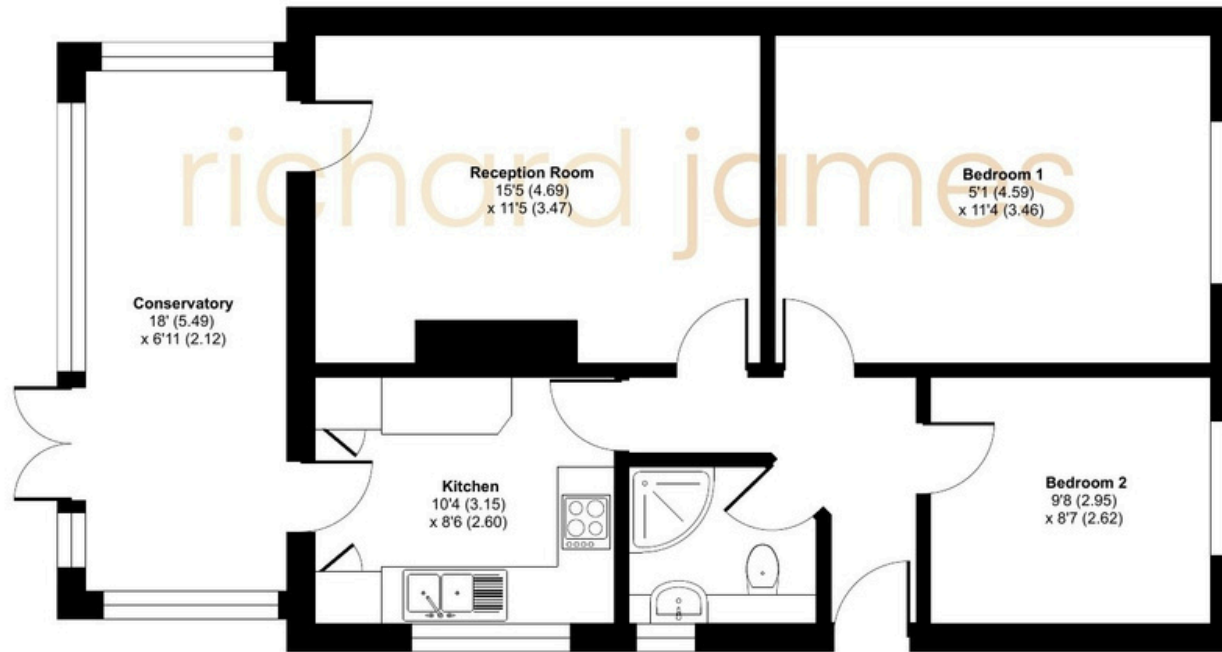 richard james
Reception Room
15'5 (4.69)
x 11'5 (3.47)
Bedroom 1
5'1 (4.59)
x 11'4 (3.46)
Conservatory
18' (5.49)
x 6'11 (2.12)
Kitchen
10'4 (3.15)
x 8'6 (2.60)
Bedroom 2
9'8 (2.95)
x 8'7 (2.62)